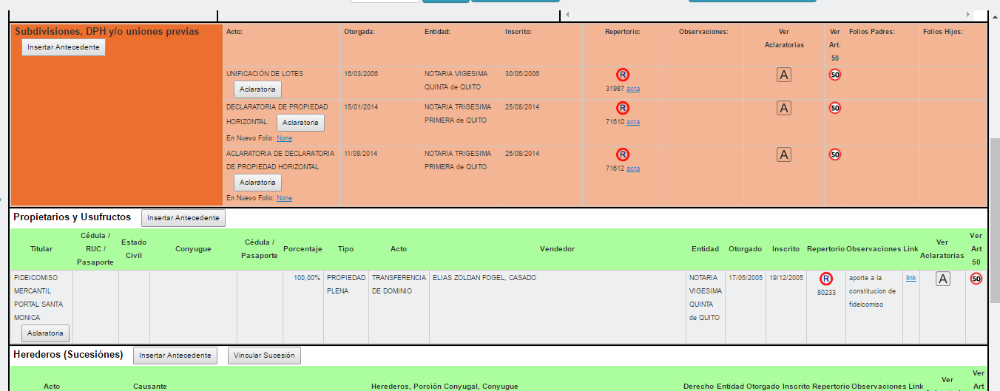 Subdivisiones, DPH y/o uniones previas
Insertar Antecedente
Acto: Otorgada: Entidad: Inscrito: Repertorio: Observaciones: Ver Aclaratorias Ver Art. 50 Folios Padres: Folios Hijos:
UNIFICACIÓN DE LOTES 16/03/2006 NOTARIA VIGESIMA R 30/05/2006 A 50
Aclaratoria QUINTA de QUITO 31987 acta
DECLARATORIA DE PROPIEDAD 15/01/2014 NOTARIA TRIGESIMA 25/08/2014 R A 50
HORIZONTAL Aclaratoria PRIMERA de QUITO 71610 acta
En Nuevo Folio: None
ACLARATORIA DE DECLARATORIA 11/08/2014 NOTARIA TRIGESIMA 25/08/2014 R A 50
DE PROPIEDAD HORIZONTAL PRIMERA de QUITO 71612 acta
Aclaratoria
En Nuevo Folio: None
Propietarios y Usufructo Insertar Antecedente
Titular Cédula / RUC / Pasaporte Estado Civil Conyugue Cédula / Pasaporte Porcentaje Tipo Acto Vendedor Entidad Otorgado Inscrito Repertorio Observaciones Link Ver Aclaratorias Ver Art 50
FIDEICOMISO 100,00% PROPIEDAD TRANSFERENCIA ELIAS ZOLDAN FOGEL, CASADO NOTARIA 17/05/2005 19/12/2005 R aporte a la link A 50
MERCANTIL PLENA DE DOMINIO VIGESIMA 80233 constitucion de
PORTAL SANTA QUINTA fideicomiso
MONICA de QUITO
Aclaratoria
Herederos (Sucesiónes) Insertar Antecedente Vincular Sucesión
Acto Causante Herederos, Porción Conyugal, Conyugue Derecho Entidad Otorgado Inscrito Repertorio Observaciones Link Ver Ver Art